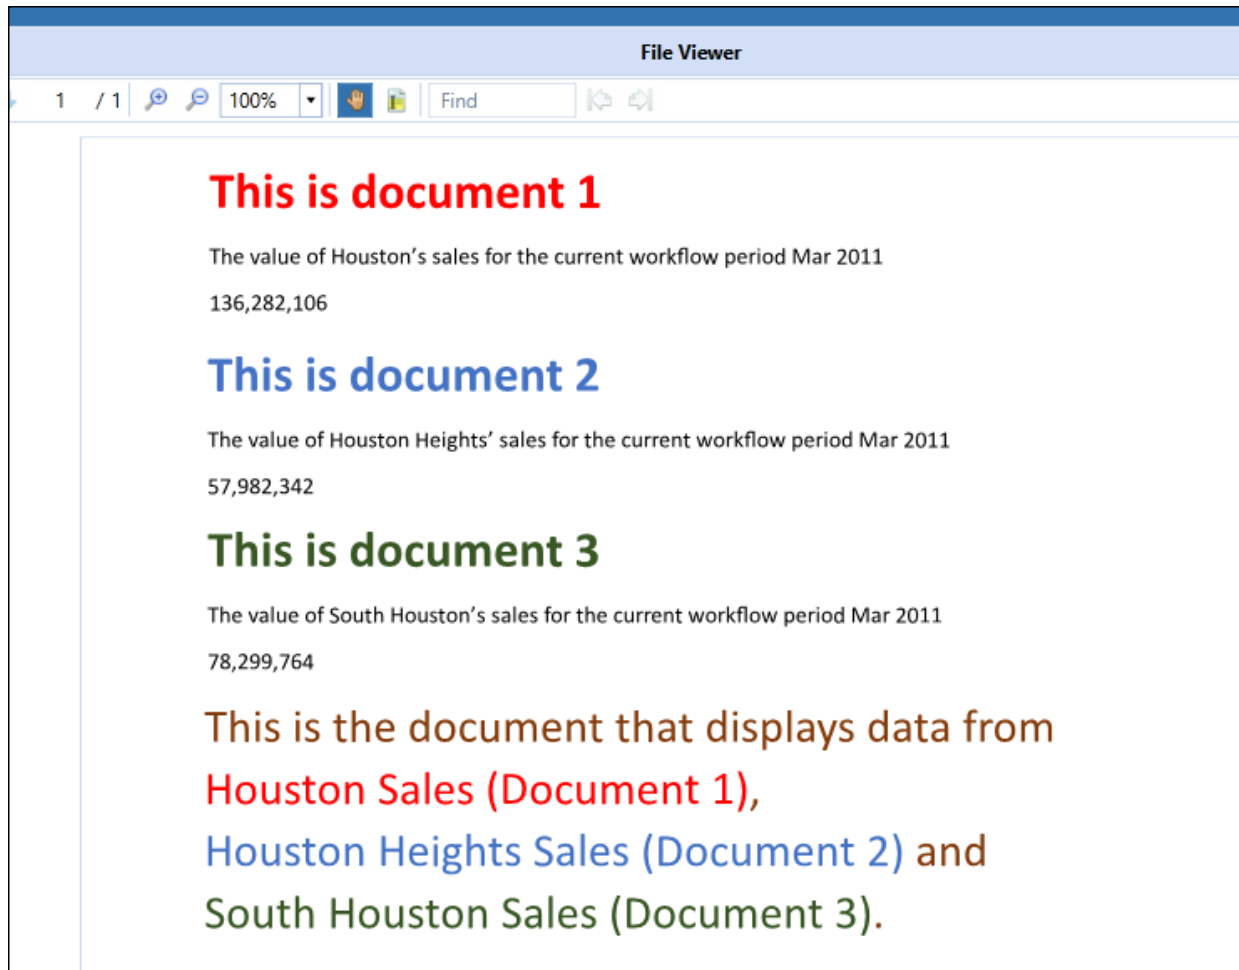 File Viewer
1 / 1 100% Find
This is document 1
The value of Houston’s sales for the current workflow period Mar 2011
136,282,106
This is document 2
The value of Houston Heights’ sales for the current workflow period Mar 2011
57,982,342
This is document 3
The value of South Houston’s sales for the current workflow period Mar 2011
78,299,764
This is the document that displays data from
Houston Sales (Document 1),
Houston Heights Sales (Document 2) and
South Houston Sales (Document 3).